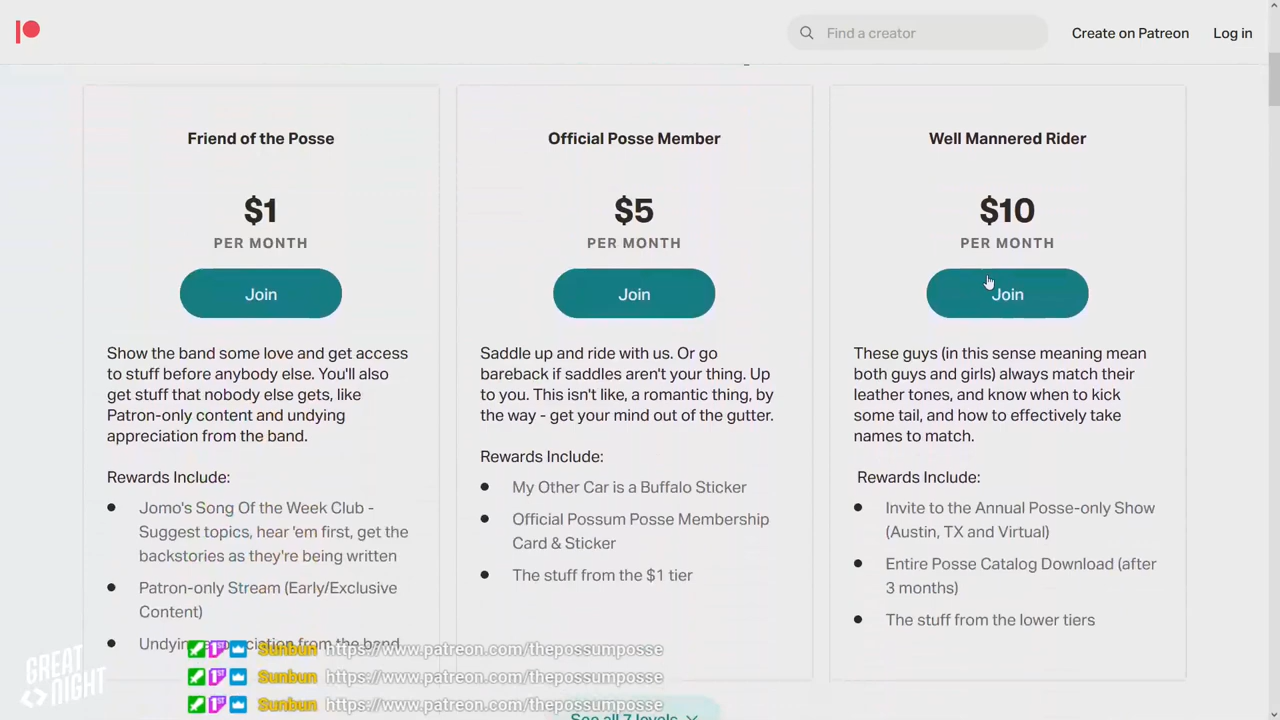 Find a creator
Create on Patreon
Log in
Friend of the Posse
$1
PER MONTH
Join
Show the band some love and get access
to stuff before anybody else. You'll also
get stuff that nobody else gets, like
Patron-only content and undying
appreciation from the band.
Rewards Include:
Jomo's Song Of the Week Club -
Suggest topics, hear 'em first, get the
backstories as they're being written
Patron-only Stream (Early/Exclusive
Content)
Undying appreciation from the band
Official Posse Member
$5
PER MONTH
Join
Saddle up and ride with us. Or go
bareback if saddles aren't your thing. Up
to you. This isn't like, a romantic thing, by
the way - get your mind out of the gutter.
Rewards Include:
My Other Car is a Buffalo Sticker
Official Possum Posse Membership
Card & Sticker
The stuff from the $1 tier
Well Mannered Rider
$10
PER MONTH
Join
These guys (in this sense meaning mean
both guys and girls) always match their
leather tones, and know when to kick
some tail, and how to effectively take
names to match.
Rewards Include:
Invite to the Annual Posse-only Show
(Austin, TX and Virtual)
Entire Posse Catalog Download (after
3 months)
The stuff from the lower tiers
See all 7 levels
GREAT
NIGHT
Sunbun https://www.patreon.com/thepossumposse
Sunbun https://www.patreon.com/thepossumposse
Sunbun https://www.patreon.com/thepossumposse